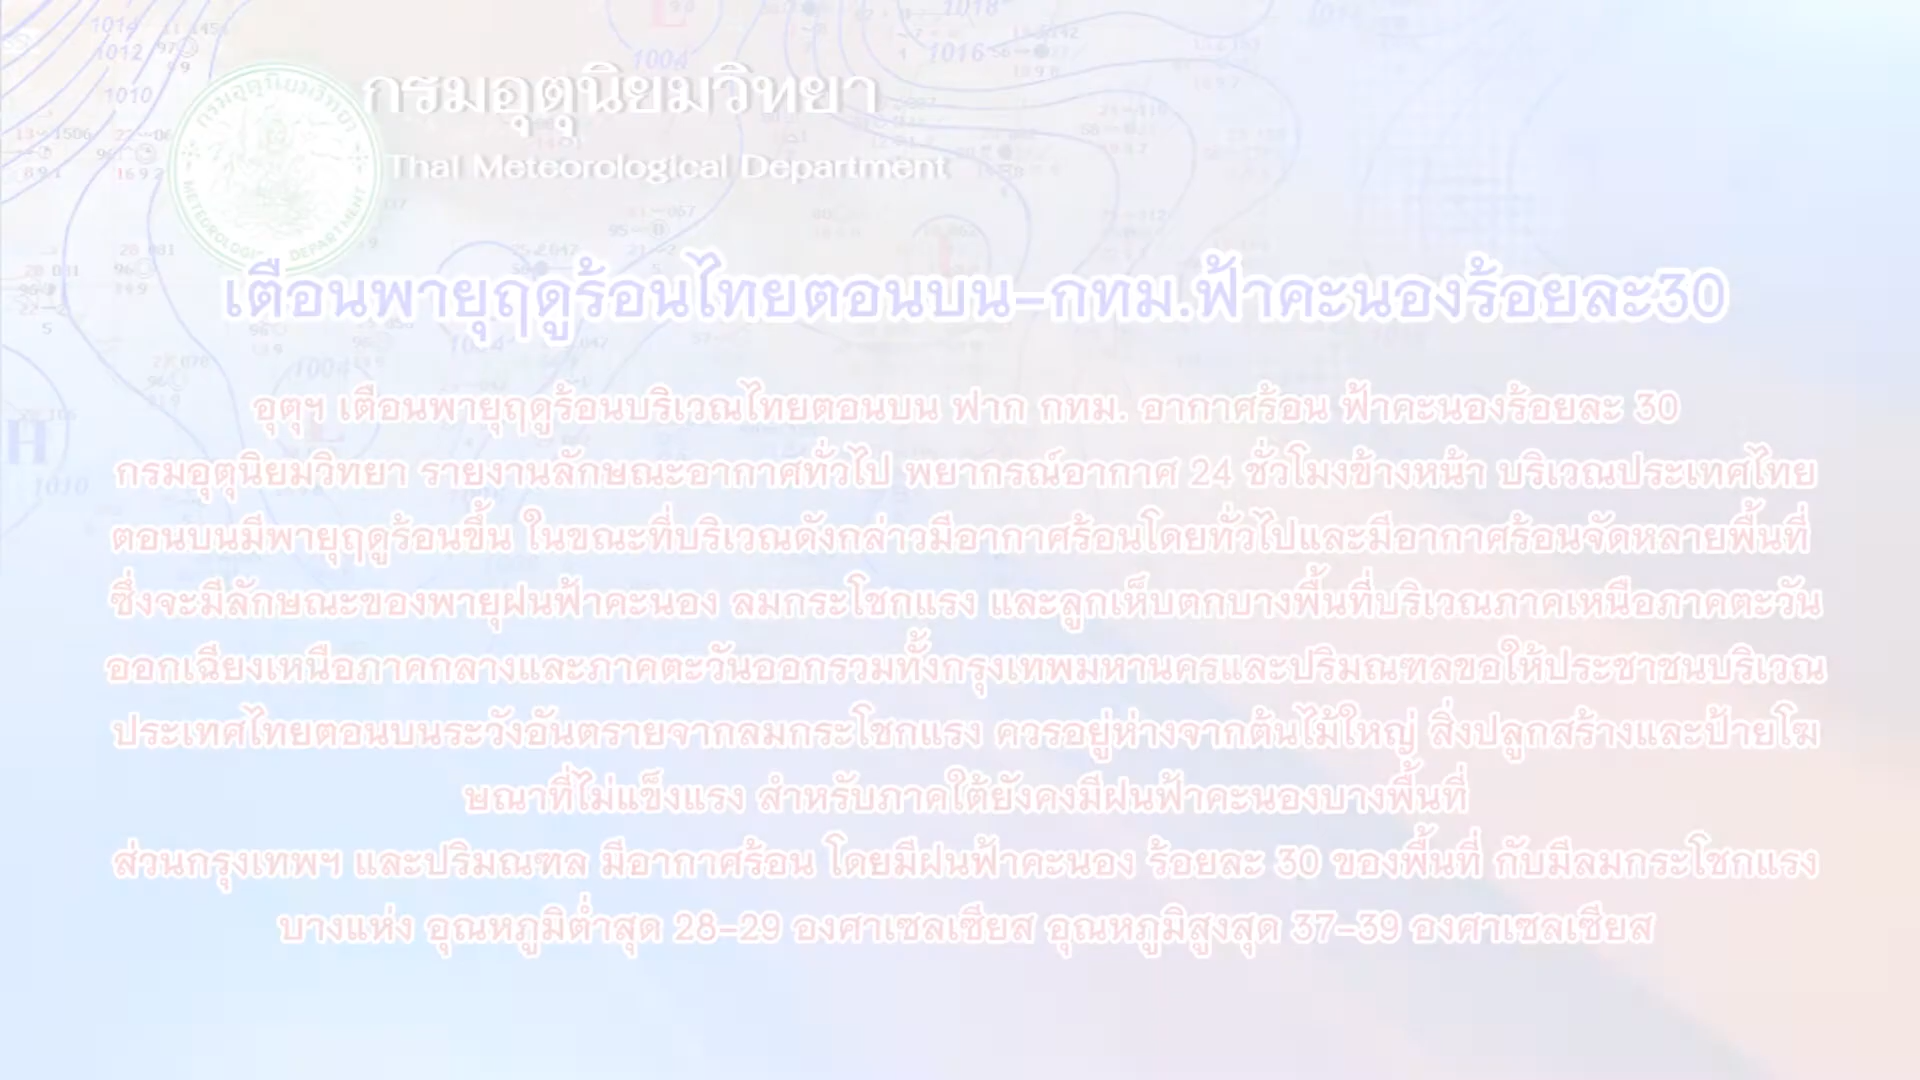 กรมอุตุนิยมวิทยา
Thai Meteorological Department
เตือนพายุฤดูร้อนไทยตอนบน-กทม.ฟ้าคะนองร้อยละ30
อุตุฯ เตือนพายุฤดูร้อนบริเวณไทยตอนบน ฟาก กทม. อากาศร้อน ฟ้าคะนองร้อยละ 30
กรมอุตุนิยมวิทยา รายงานลักษณะอากาศทั่วไป พยากรณ์อากาศ 24 ชั่วโมงข้างหน้า บริเวณประเทศไทย
ตอนบนมีพายุฤดูร้อนขึ้น ในขณะที่บริเวณดังกล่าวมีอากาศร้อนโดยทั่วไปและมีอากาศร้อนจัดหลายพื้นที่
ซึ่งจะมีลักษณะของพายุฝนฟ้าคะนอง ลมกระโชกแรง และลูกเห็บตกบางพื้นที่บริเวณภาคเหนือภาคตะวัน
ออกเฉียงเหนือภาคกลางและภาคตะวันออกรวมทั้งกรุงเทพมหานครและปริมณฑลขอให้ประชาชนบริเวณ
ประเทศไทยตอนบนระวังอันตรายจากลมกระโชกแรง ควรอยู่ห่างจากต้นไม้ใหญ่ สิ่งปลูกสร้างและป้ายโฆ
ษณาที่ไม่แข็งแรง สำหรับภาคใต้ยังคงมีฝนฟ้าคะนองบางพื้นที่
ส่วนกรุงเทพฯ และปริมณฑล มีอากาศร้อน โดยมีฝนฟ้าคะนอง ร้อยละ 30 ของพื้นที่ กับมีลมกระโชกแรง
บางแห่ง อุณหภูมิต่ำสุด 28-29 องศาเซลเซียส อุณหภูมิสูงสุด 37-39 องศาเซลเซียส